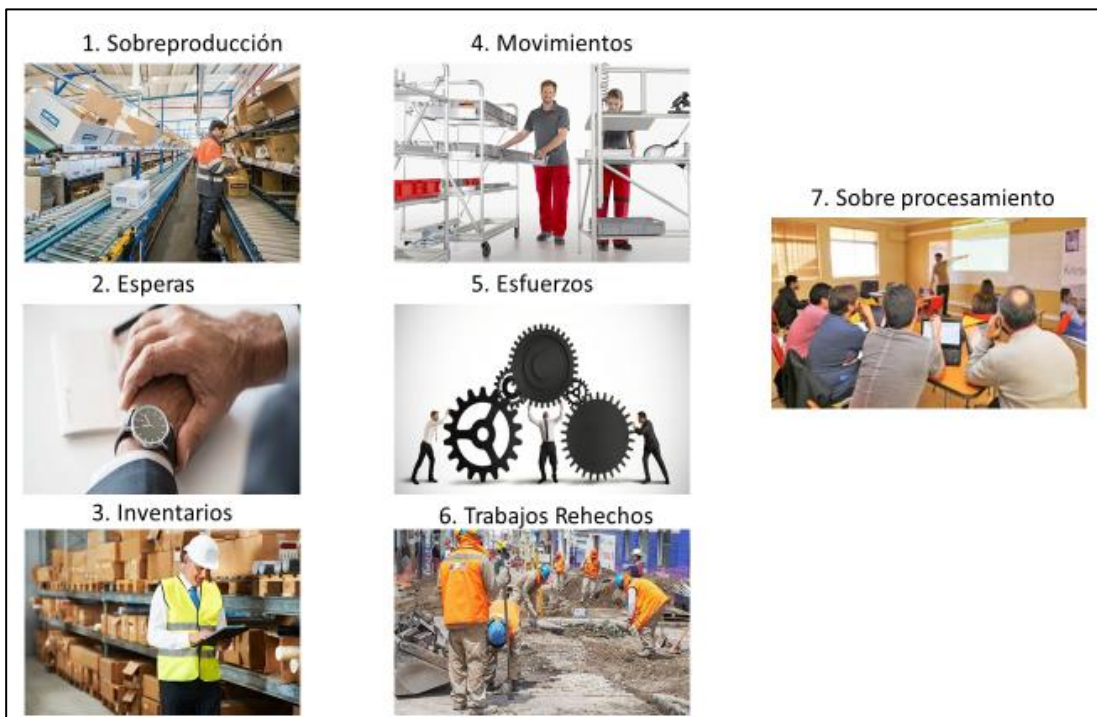 1. Sobreproducción
2. Esperas
3. Inventarios
4. Movimientos
5. Esfuerzos
6. Trabajos Rehechos
7. Sobre procesamiento